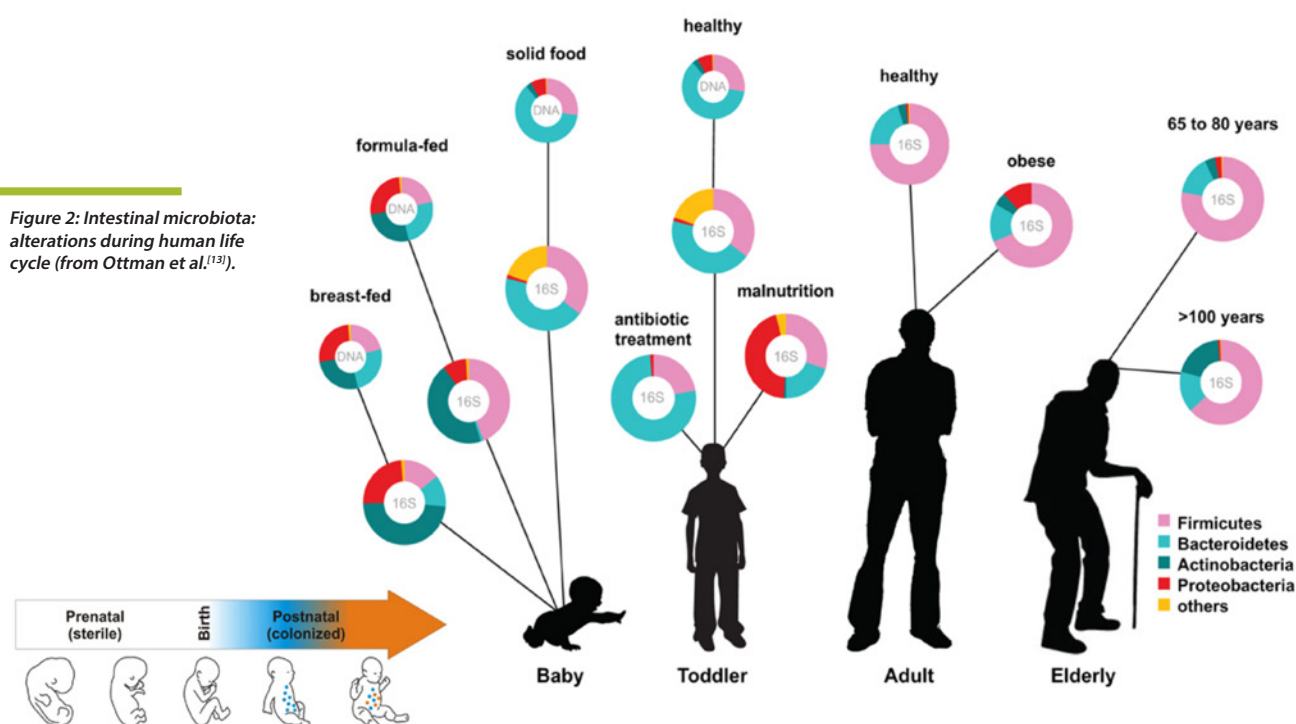 Figure 2: Intestinal microbiota:
alterations during human life
cycle (from Ottman et al.[13]).
breast-fed
DNA
16S
formula-fed
DNA
16S
solid food
DNA
16S
healthy
DNA
16S
antibiotic
treatment
16S
malnutrition
16S
healthy
16S
obese
16S
65 to 80 years
16S
>100 years
16S
Firmicutes
Bacteroidetes
Actinobacteria
Proteobacteria
others
Prenatal
(sterile)
Birth
Postnatal
(colonized)
Baby
Toddler
Adult
Elderly